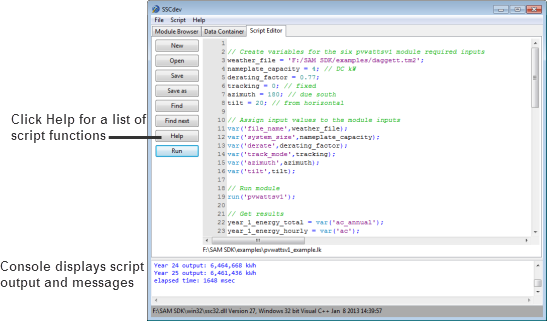 SSCdev
File Script Help
Module Browser Data Container Script Editor
New
Open
Save
Save as
Find
Find next
Help
Run
1
2 // Create variables for the six pvwattsv1 module required inputs
3 weather_file = 'F:/SAM SDK/examples/daggett.tm2';
4 nameplate_capacity = 4; // DC kW
5 derating_factor = 0.77;
6 tracking = 0; // fixed
7 azimuth = 180; // due south
8 tilt = 20; // from horizontal
9
10 // Assign input values to the module inputs
11 var('file_name',weather_file);
12 var('system_size',nameplate_capacity);
13 var('derate',derating_factor);
14 var('track_mode',tracking);
15 var('azimuth',azimuth);
16 var('tilt',tilt);
17
18 // Run module
19 run('pvwattsv1');
20
21 // Get results
22 year_1_energy_total = var('ac_annual');
23 year_1_energy_hourly = var('ac');
F:\SAM SDK\examples\pvwattsv1_example.lk
Click Help for a list of
script functions
Console displays script
output and messages
Year 24 output: 6,464,668 kWh
Year 25 output: 6,461,436 kWh
elapsed time: 1648 msec
F:\SAM SDK\win32\ssc32.dll Version 27, Windows 32 bit Visual C++ Jan 8 2013 14:39:57